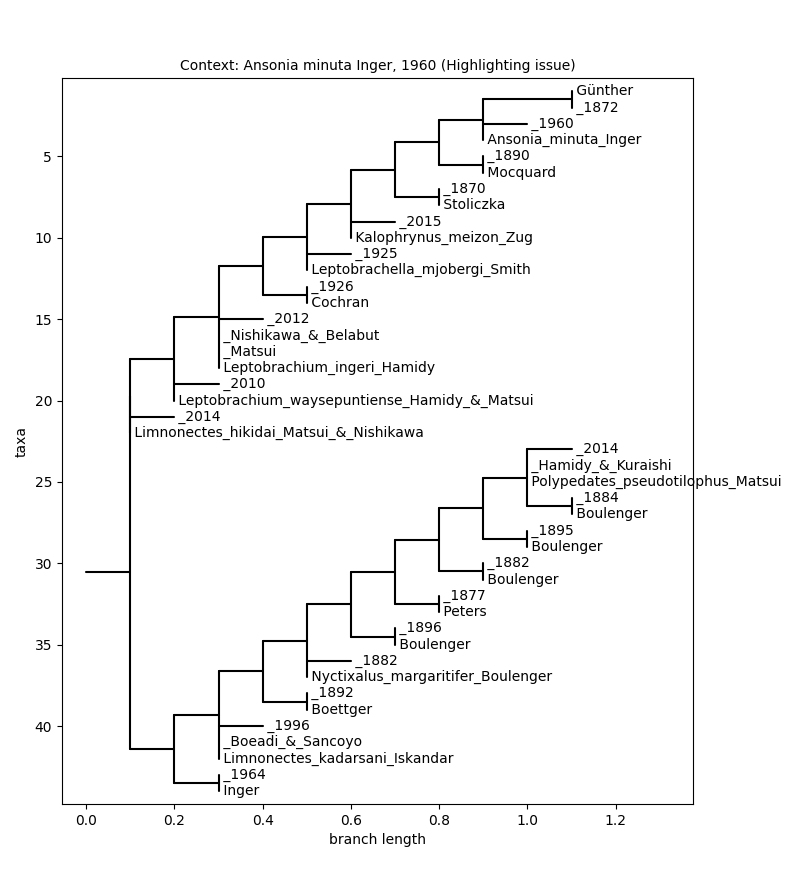 Context: Ansonia minuta Inger, 1960 (Highlighting issue)
Günther
_1872
_1960
Ansonia_minuta_Inger
_1890
Mocquard
_1870
Stoliczka
_2015
Kalophrynus_meizon_Zug
_1925
Leptobrachella_mjobergi_Smith
_1926
Cochran
_2012
_Nishikawa_&_Belabut
_Matsui
Leptobrachium_ingeri_Hamidy
_2010
Leptobrachium_waysepuntiense_Hamidy_&_Matsui
_2014
Limnonectes_hikidai_Matsui_&_Nishikawa
_2014
_Hamidy_&_Kuraishi
Polypedates_pseudotilophus_Matsui
_1884
Boulenger
_1895
Boulenger
_1882
Boulenger
_1877
Peters
_1896
Boulenger
_1882
Nyctixalus_margaritifer_Boulenger
_1892
Boettger
_1996
_Boeadi_&_Sancoyo
Limnonectes_kadarsani_Iskandar
_1964
Inger
5
10
15
20
25
30
35
40
taxa
0.0 0.2 0.4 0.6 0.8 1.0 1.2
branch length